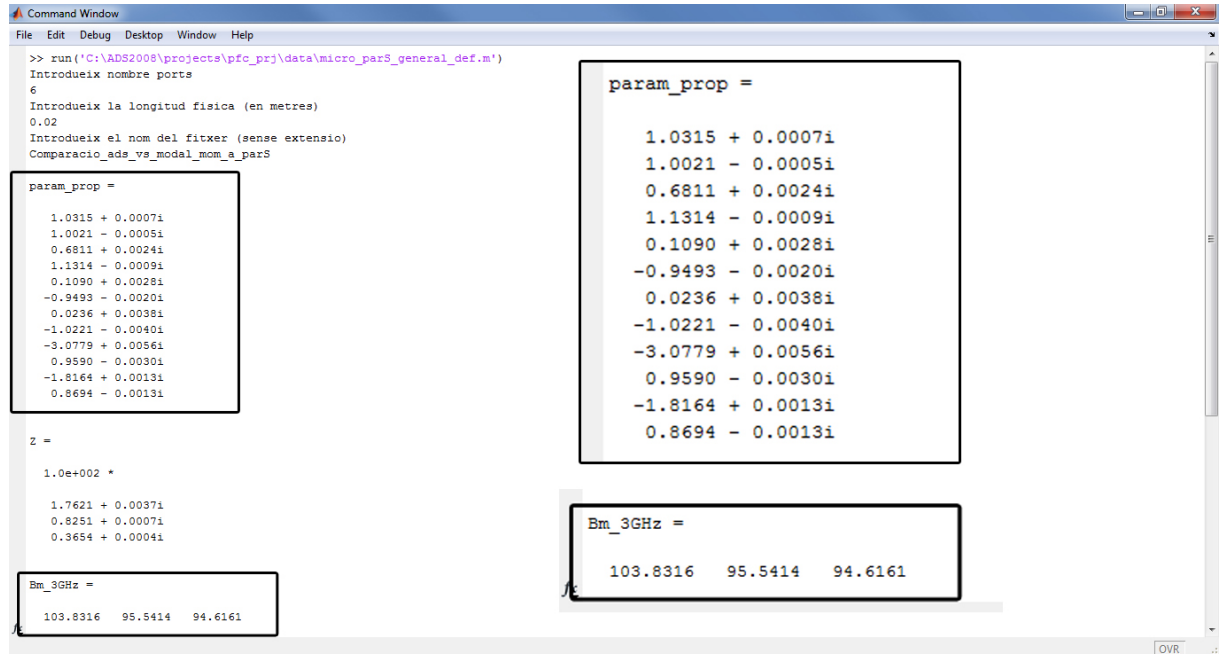 Command Window
File Edit Debug Desktop Window Help
>> run('C:\ADS2008\projects\pfc_prj\data\micro_parS_general_def.m')
Introdueix nombre ports
6
Introdueix la longitud fisica (en metres)
0.02
Introdueix el nom del fitxer (sense extensio)
Comparacio_ads_vs_modal_mom_a_parS
param_prop =
1.0315 + 0.0007i
1.0021 - 0.0005i
0.6811 + 0.0024i
1.1314 - 0.0009i
0.1090 + 0.0028i
-0.9493 - 0.0020i
0.0236 + 0.0038i
-1.0221 - 0.0040i
-3.0779 + 0.0056i
0.9590 - 0.0030i
-1.8164 + 0.0013i
0.8694 - 0.0013i
Z =
1.0e+002 *
1.7621 + 0.0037i
0.8251 + 0.0007i
0.3654 + 0.0004i
Bm_3GHz =
103.8316 95.5414 94.6161
param_prop =
1.0315 + 0.0007i
1.0021 - 0.0005i
0.6811 + 0.0024i
1.1314 - 0.0009i
0.1090 + 0.0028i
-0.9493 - 0.0020i
0.0236 + 0.0038i
-1.0221 - 0.0040i
-3.0779 + 0.0056i
0.9590 - 0.0030i
-1.8164 + 0.0013i
0.8694 - 0.0013i
Bm_3GHz =
103.8316 95.5414 94.6161
OVR